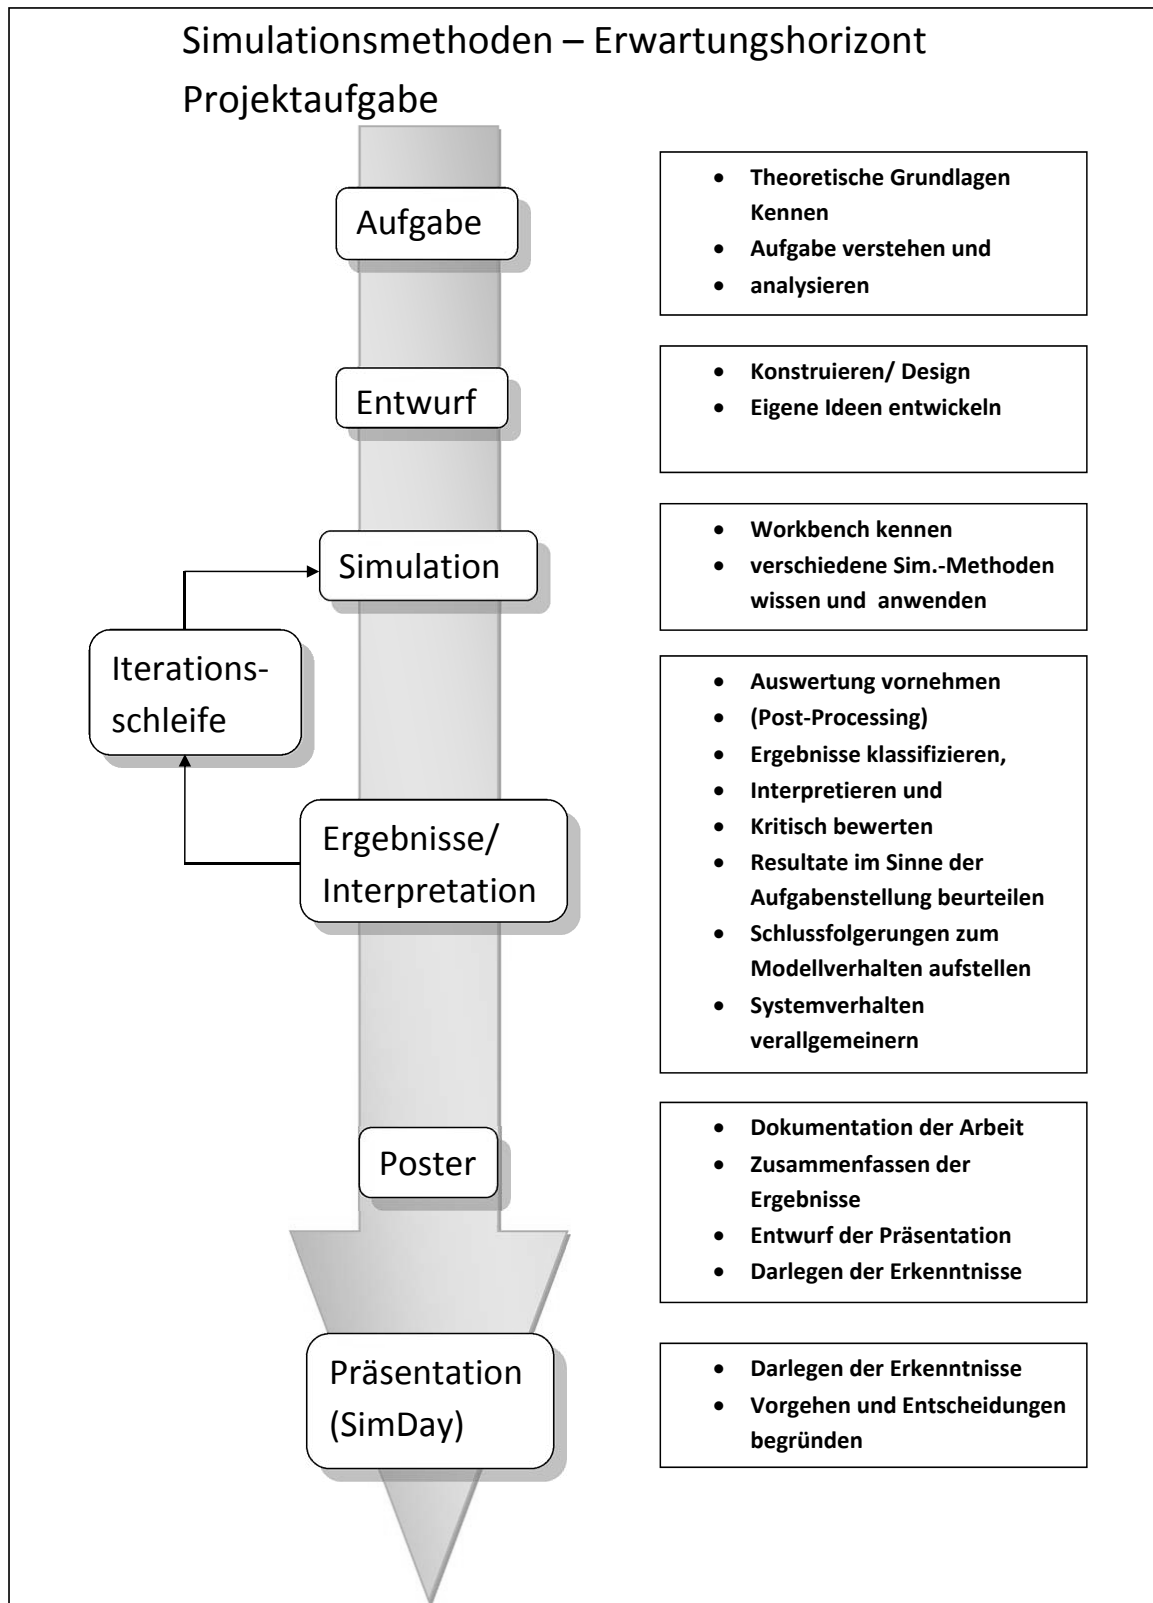 Simulationsmethoden – Erwartungshorizont
Projektaufgabe
Aufgabe
• Theoretische Grundlagen
Kennen
• Aufgabe verstehen und
• analysieren
Entwurf
• Konstruieren/ Design
• Eigene Ideen entwickeln
Simulation
• Workbench kennen
• verschiedene Sim.-Methoden
wissen und anwenden
Iterations-
schleife
Ergebnisse/
Interpretation
• Auswertung vornehmen
• (Post-Processing)
• Ergebnisse klassifizieren,
• Interpretieren und
• Kritisch bewerten
• Resultate im Sinne der
Aufgabenstellung beurteilen
• Schlussfolgerungen zum
Modellverhalten aufstellen
• Systemverhalten
verallgemeinern
Poster
• Dokumentation der Arbeit
• Zusammenfassen der
Ergebnisse
• Entwurf der Präsentation
• Darlegen der Erkenntnisse
Präsentation
(SimDay)
• Darlegen der Erkenntnisse
• Vorgehen und Entscheidungen
begründen